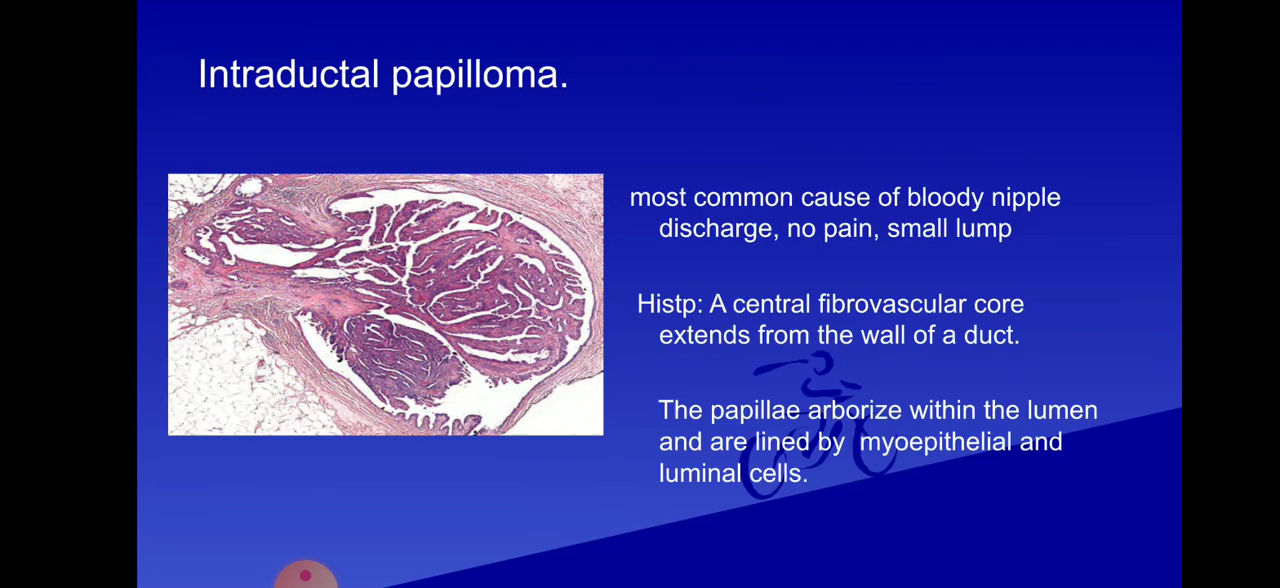 Intraductal papilloma.
most common cause of bloody nipple
discharge, no pain, small lump
Histp: A central fibrovascular core
extends from the wall of a duct.
The papillae arborize within the lumen
and are lined by myoepithelial and
luminal cells.